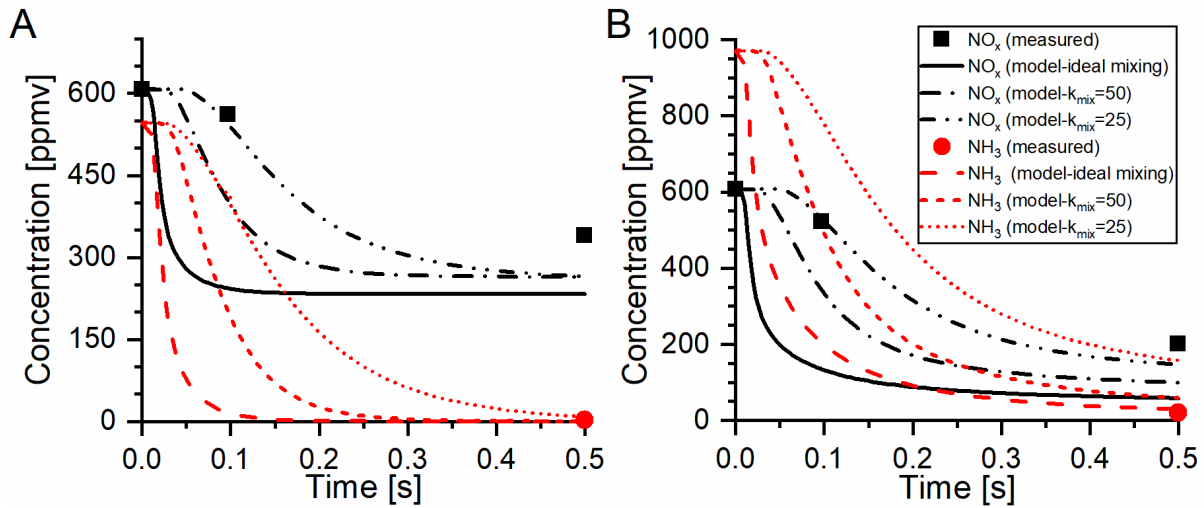 A
Concentration [ppmv]
600
450
300
150
0
0.0 0.1 0.2 0.3 0.4 0.5
Time [s]
B
Concentration [ppmv]
1000
800
600
400
200
0
0.0 0.1 0.2 0.3 0.4 0.5
Time [s]
NOx (measured)
NOx (model-ideal mixing)
NOx (model-kmix=50)
NOx (model-kmix=25)
NH3 (measured)
NH3 (model-ideal mixing)
NH3 (model-kmix=50)
NH3 (model-kmix=25)